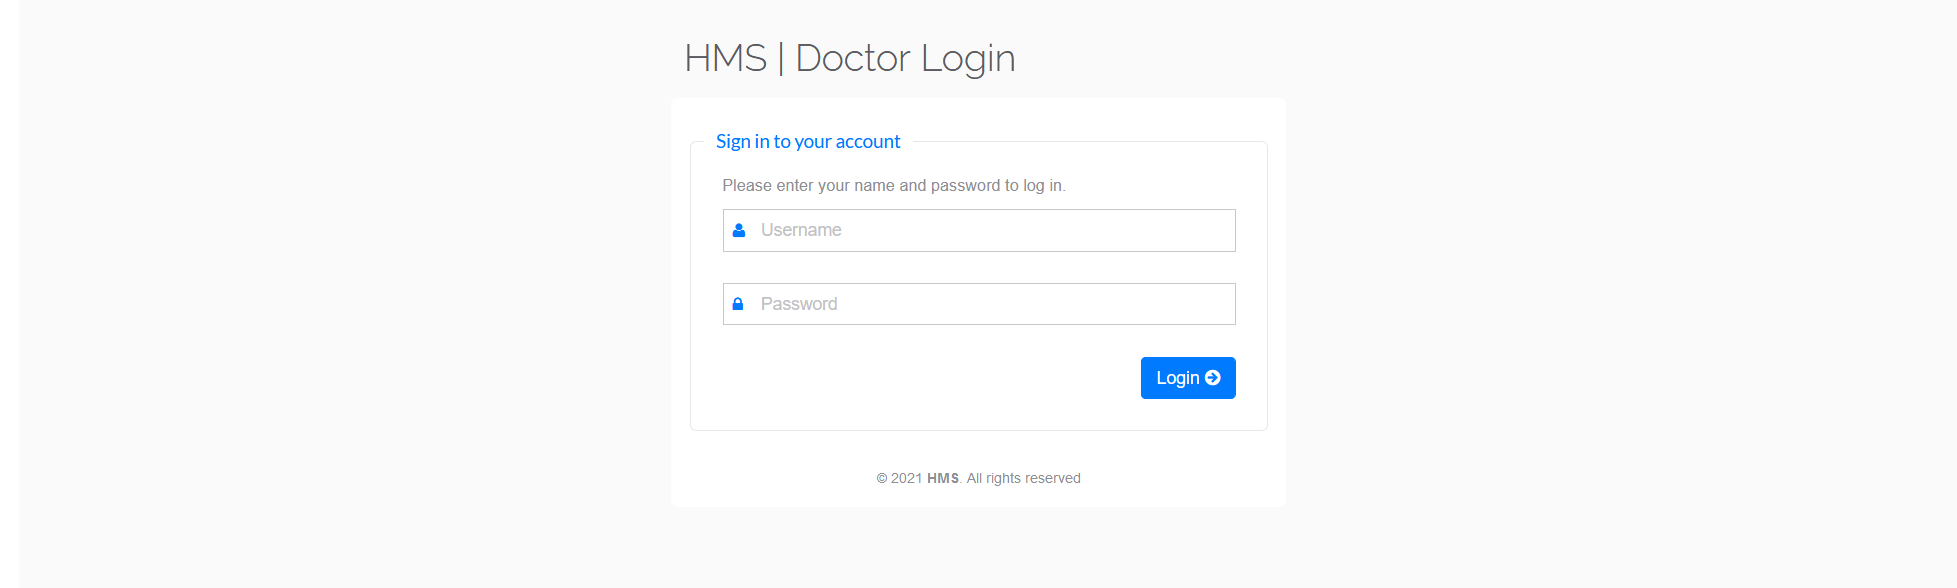 HMS | Doctor Login
Sign in to your account
Please enter your name and password to log in.
Username
Password
Login
© 2021 HMS. All rights reserved